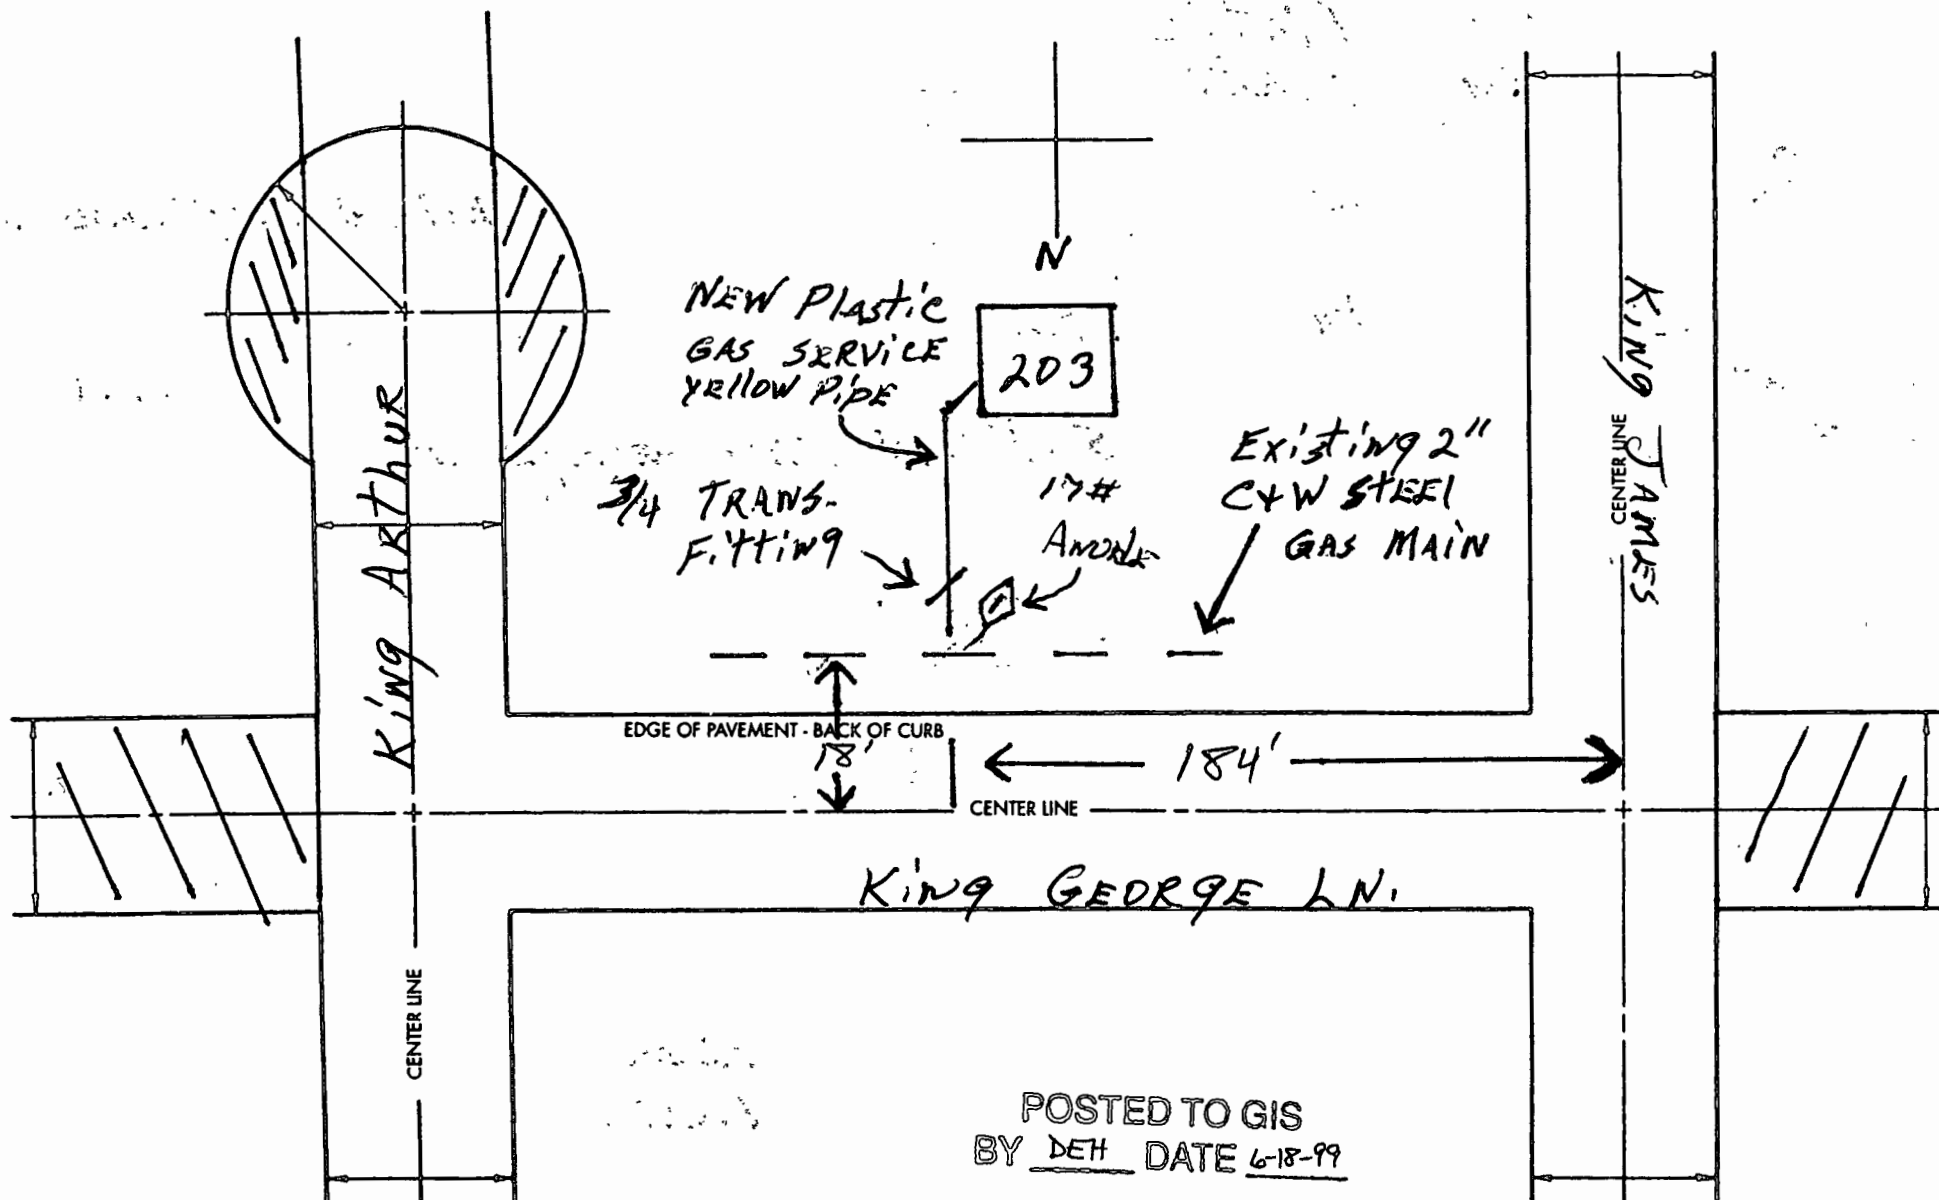 N
NEW Plastic
GAS SERVICE
YEllOW PiPE
203
King Arthur
King James
CENTER LINE
3/4 TRANS-
Fitting
17#
Anode
Existing 2"
C+W STEEl
GAS MAiN
EDGE OF PAVEMENT - BACK OF CURB
18'
184'
CENTER LINE
King GEORGE LN.
CENTER LINE
POSTED TO GIS
BY DEH DATE 6-18-99